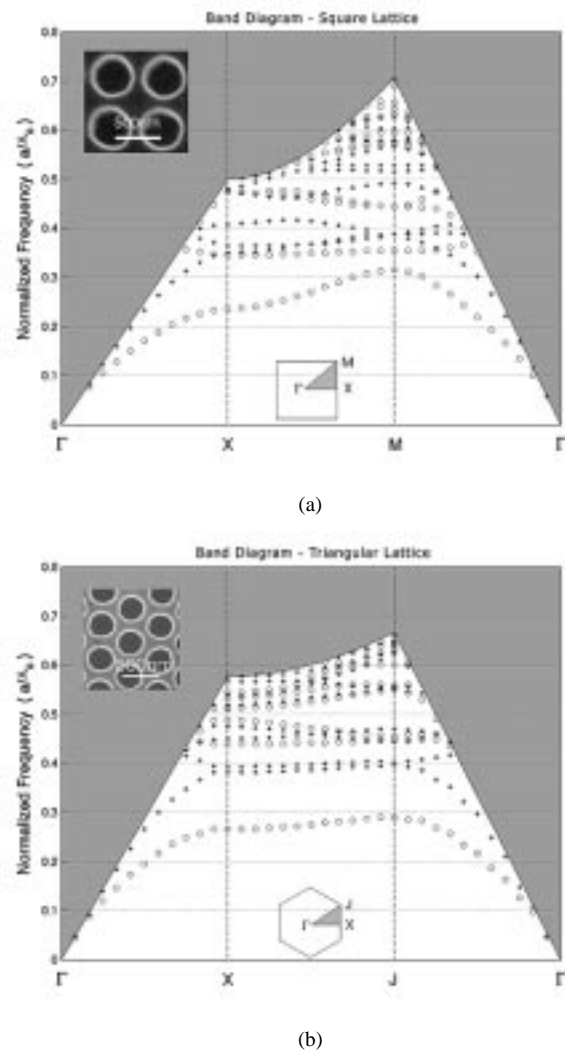 Band Diagram - Square Lattice
Normalized Frequency (a/λ₀)
0.8
0.7
0.6
0.5
0.4
0.3
0.2
0.1
0
M
Γ
X
Γ
X
M
Γ
(a)
Band Diagram - Triangular Lattice
Normalized Frequency (a/λ₀)
0.8
0.7
0.6
0.5
0.4
0.3
0.2
0.1
0
J
Γ
X
Γ
X
J
Γ
(b)